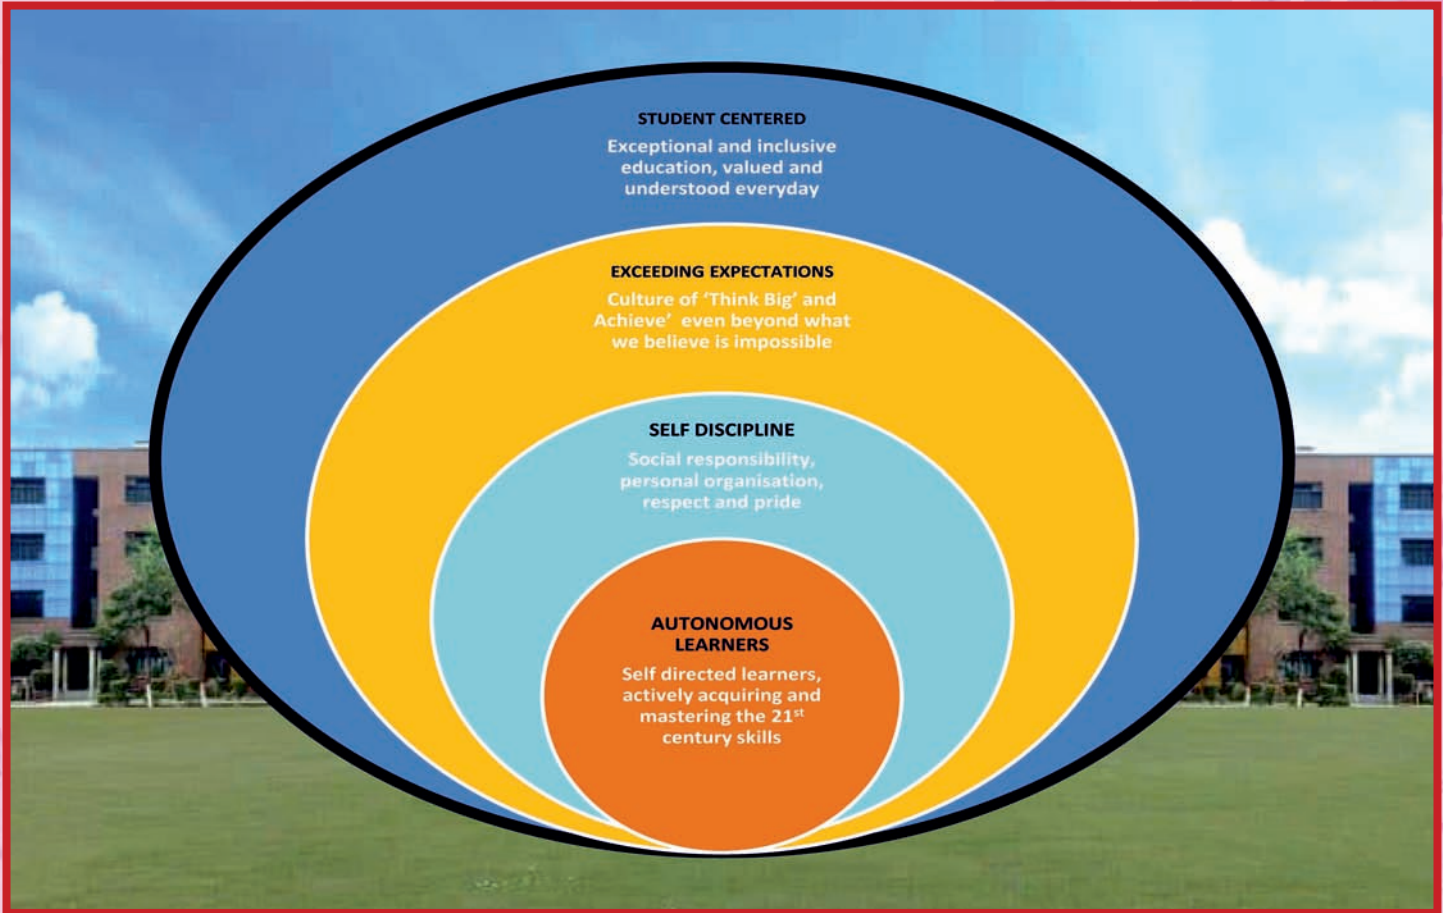 STUDENT CENTERED
Exceptional and inclusive
education, valued and
understood everyday
EXCEEDING EXPECTATIONS
Culture of ‘Think Big’ and
Achieve’ even beyond what
we believe is impossible
SELF DISCIPLINE
Social responsibility,
personal organisation,
respect and pride
AUTONOMOUS
LEARNERS
Self directed learners,
actively acquiring and
mastering the 21st
century skills